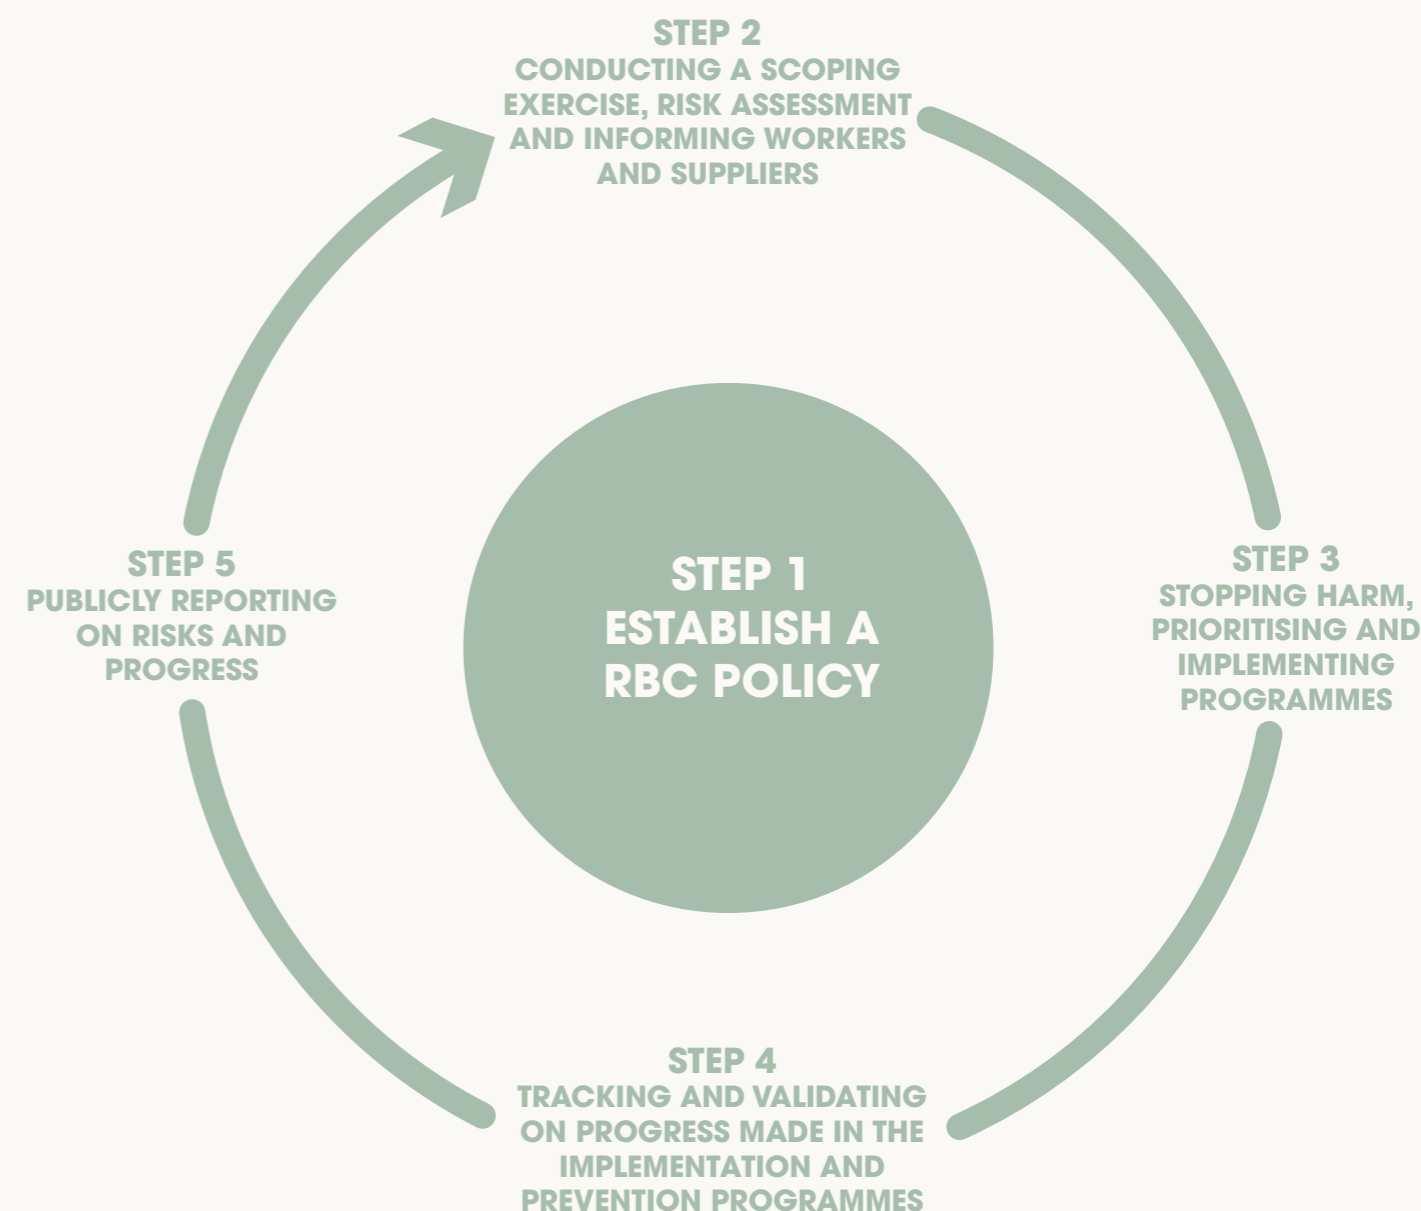 STEP 2
CONDUCTING A SCOPING
EXERCISE, RISK ASSESSMENT
AND INFORMING WORKERS
AND SUPPLIERS
STEP 1
ESTABLISH A
RBC POLICY
STEP 3
STOPPING HARM,
PRIORITISING AND
IMPLEMENTING
PROGRAMMES
STEP 4
TRACKING AND VALIDATING
ON PROGRESS MADE IN THE
IMPLEMENTATION AND
PREVENTION PROGRAMMES
STEP 5
PUBLICLY REPORTING
ON RISKS AND
PROGRESS